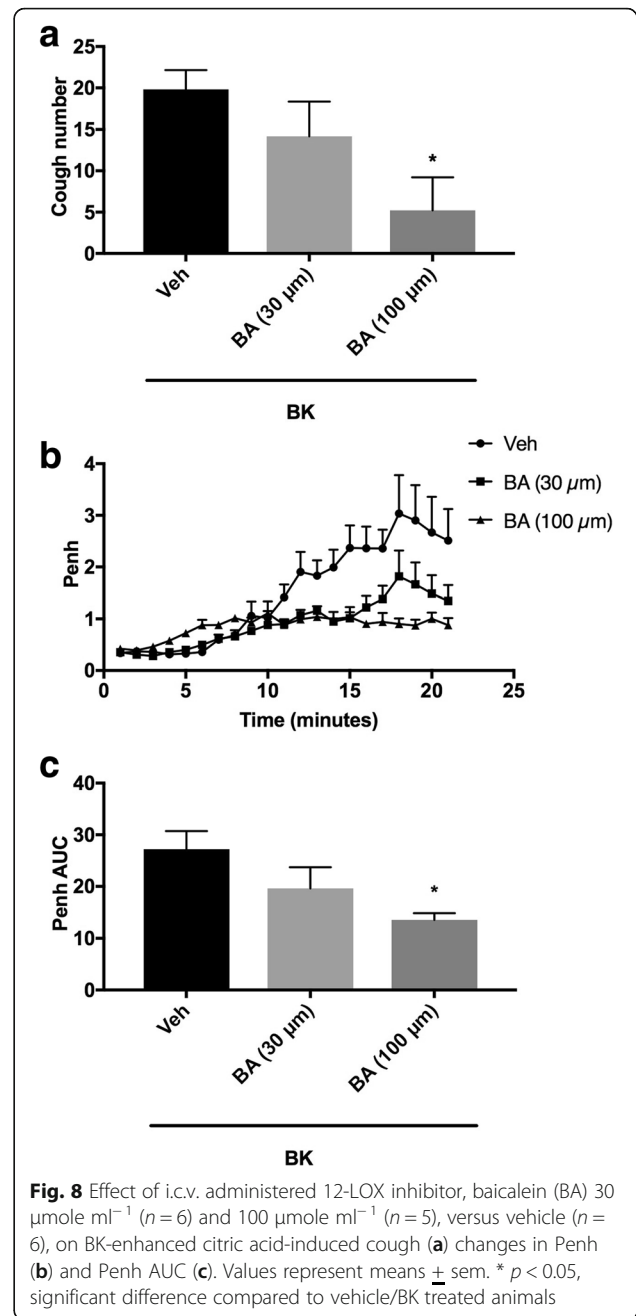 a
25
20
15
10
5
0
Cough number
*
Veh
BA (30 µm)
BA (100 µm)
BK
b
Veh
BA (30 µm)
BA (100 µm)
4
3
2
1
0
Penh
0 5 10 15 20 25
Time (minutes)
c
40
30
20
10
0
Penh AUC
*
Veh
BA (30 µm)
BA (100 µm)
BK
Fig. 8 Effect of i.c.v. administered 12-LOX inhibitor, baicalein (BA) 30
µmole ml⁻¹ (n = 6) and 100 µmole ml⁻¹ (n = 5), versus vehicle (n =
6), on BK-enhanced citric acid-induced cough (a) changes in Penh
(b) and Penh AUC (c). Values represent means ± sem. * p < 0.05,
significant difference compared to vehicle/BK treated animals